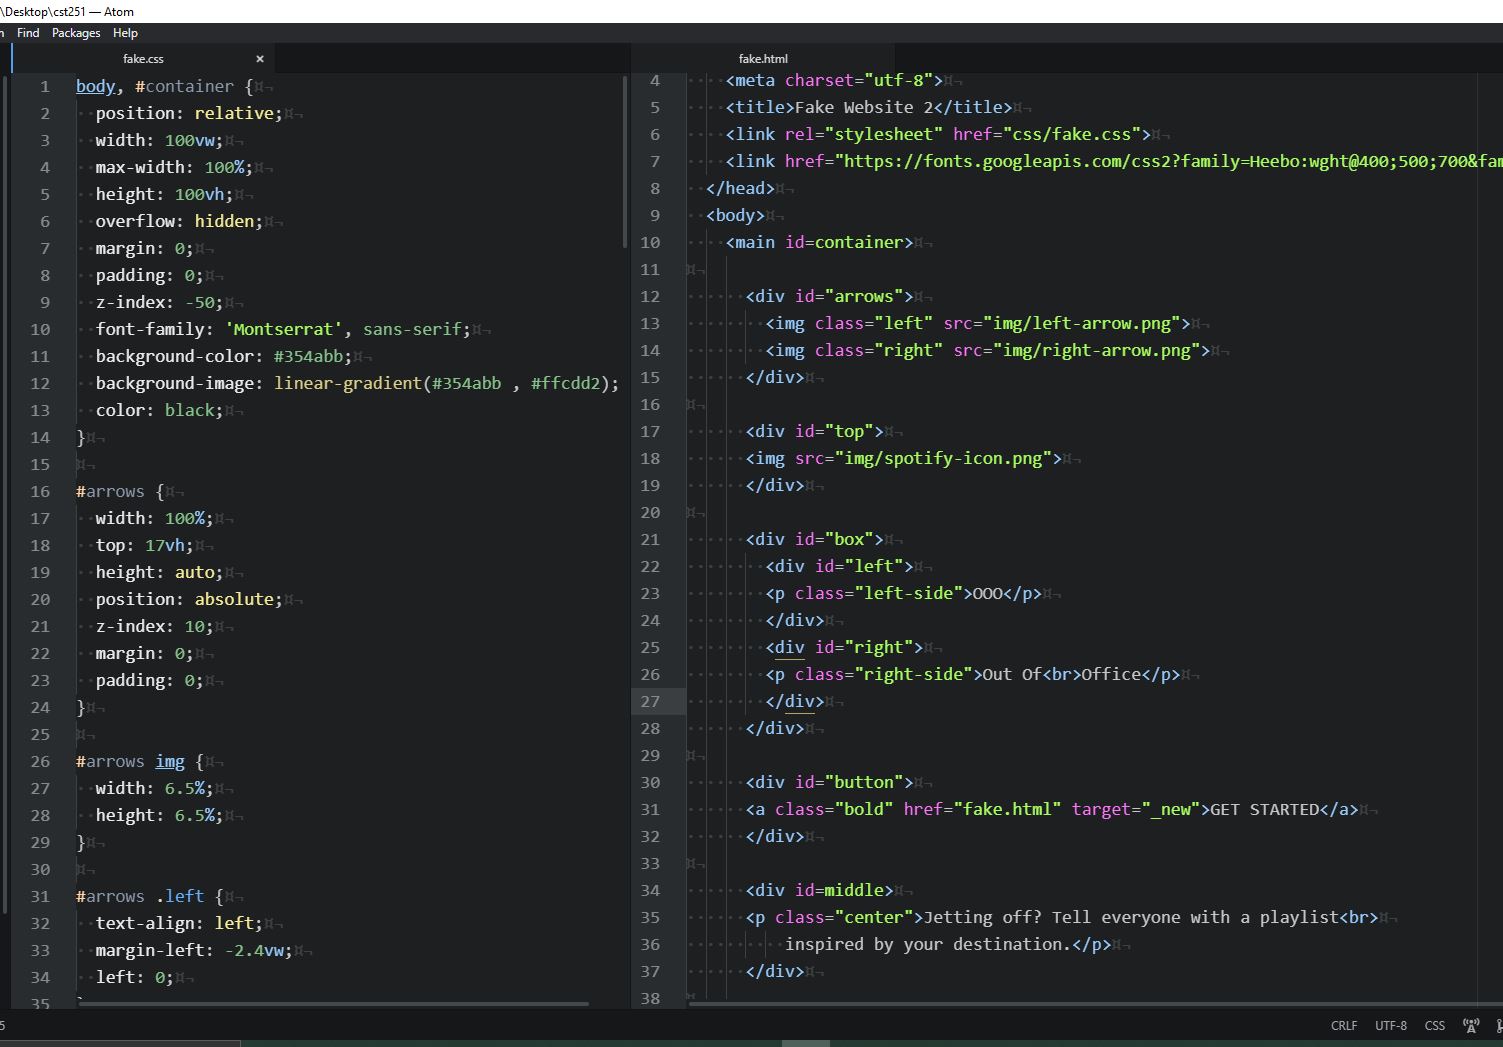 \Desktop\cst251 — Atom
Find Packages Help
fake.css ×
1 body, #container {
2 position: relative;
3 width: 100vw;
4 max-width: 100%;
5 height: 100vh;
6 overflow: hidden;
7 margin: 0;
8 padding: 0;
9 z-index: -50;
10 font-family: 'Montserrat', sans-serif;
11 background-color: #354abb;
12 background-image: linear-gradient(#354abb , #ffcdd2);
13 color: black;
14 }
15
16 #arrows {
17 width: 100%;
18 top: 17vh;
19 height: auto;
20 position: absolute;
21 z-index: 10;
22 margin: 0;
23 padding: 0;
24 }
25
26 #arrows img {
27 width: 6.5%;
28 height: 6.5%;
29 }
30
31 #arrows .left {
32 text-align: left;
33 margin-left: -2.4vw;
34 left: 0;
35
fake.html
4 <meta charset="utf-8">
5 <title>Fake Website 2</title>
6 <link rel="stylesheet" href="css/fake.css">
7 <link href="https://fonts.googleapis.com/css2?family=Heebo:wght@400;500;700&fam
8 </head>
9 <body>
10 <main id=container>
11
12 <div id="arrows">
13 <img class="left" src="img/left-arrow.png">
14 <img class="right" src="img/right-arrow.png">
15 </div>
16
17 <div id="top">
18 <img src="img/spotify-icon.png">
19 </div>
20
21 <div id="box">
22 <div id="left">
23 <p class="left-side">OOO</p>
24 </div>
25 <div id="right">
26 <p class="right-side">Out Of<br>Office</p>
27 </div>
28 </div>
29
30 <div id="button">
31 <a class="bold" href="fake.html" target="_new">GET STARTED</a>
32 </div>
33
34 <div id=middle>
35 <p class="center">Jetting off? Tell everyone with a playlist<br>
36 inspired by your destination.</p>
37 </div>
38
5
CRLF UTF-8 CSS